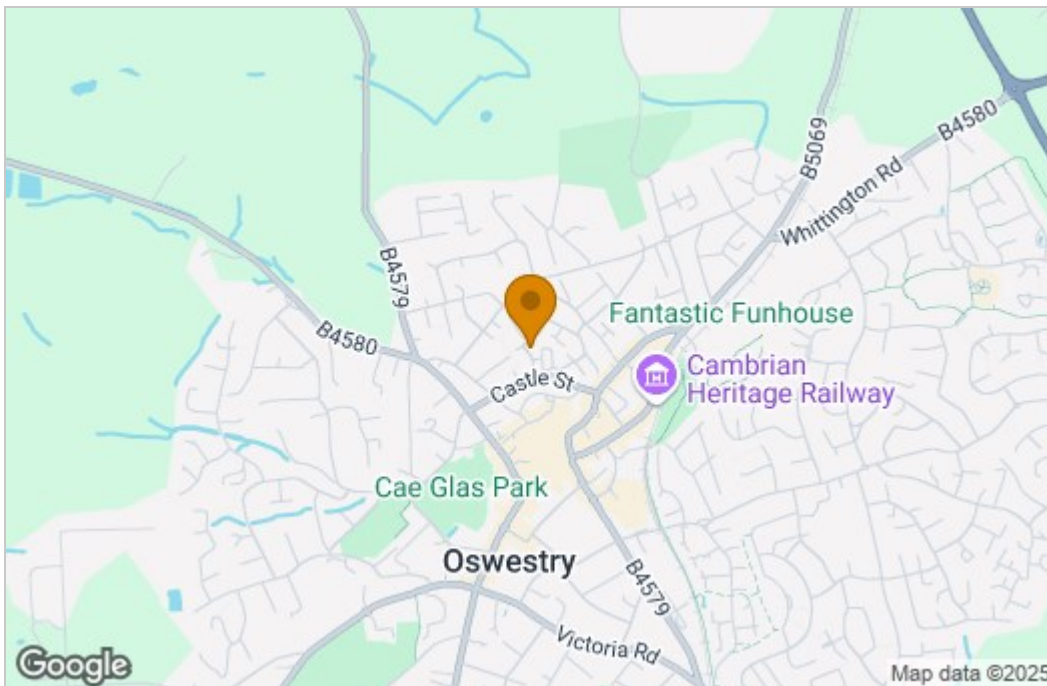 B4580
B5069
Whittington Rd
B4579
B4580
Fantastic Funhouse
Cambrian
Heritage Railway
Castle St
Cae Glas Park
Oswestry
B4579
Victoria Rd
Google
Map data ©2025